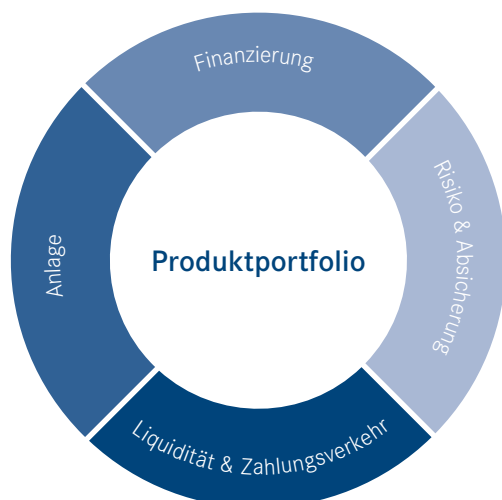 Finanzierung
Risiko & Absicherung
Anlage
Produktportfolio
Liquidität & Zahlungsverkehr